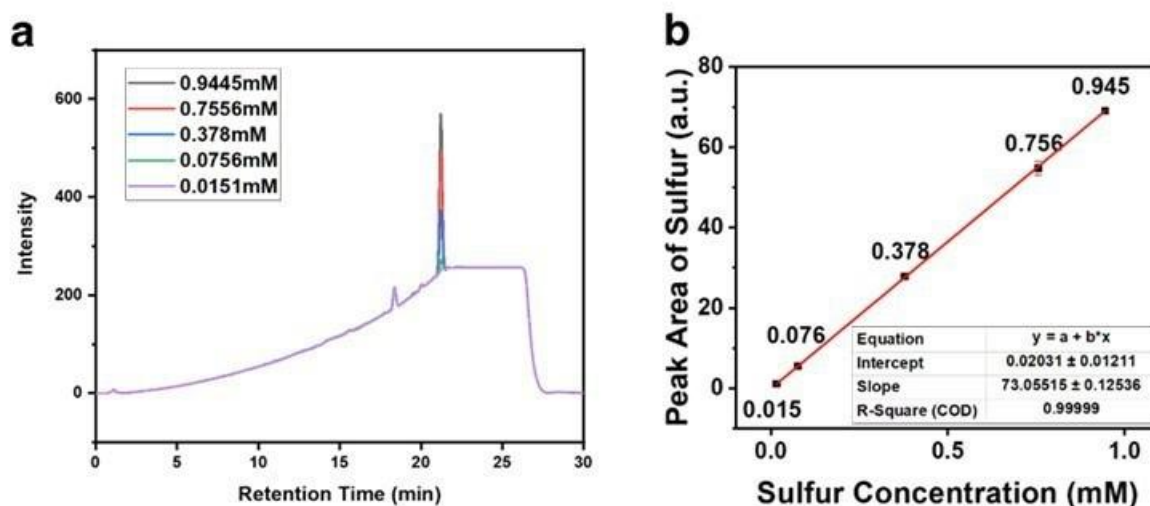 a
600
400
200
0
Intensity
0.9445mM
0.7556mM
0.378mM
0.0756mM
0.0151mM
0 5 10 15 20 25 30
Retention Time (min)
b
80
60
40
20
0
Peak Area of Sulfur (a.u.)
0.945
0.756
0.378
0.076
0.015
Equation y = a + b*x
Intercept 0.02031 ± 0.01211
Slope 73.05515 ± 0.12536
R-Square (COD) 0.99999
0.0 0.5 1.0
Sulfur Concentration (mM)